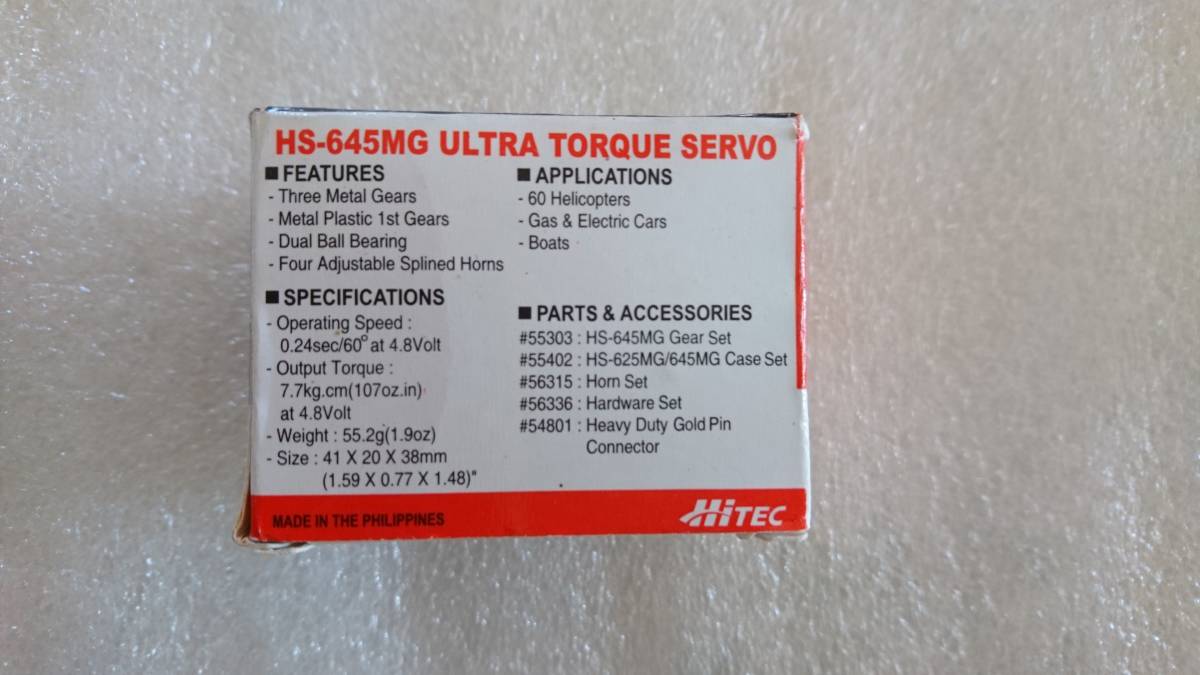 HS-645MG ULTRA TORQUE SERVO
■ FEATURES
- Three Metal Gears
- Metal Plastic 1st Gears
- Dual Ball Bearing
- Four Adjustable Splined Horns
■ SPECIFICATIONS
- Operating Speed :
0.24sec/60° at 4.8Volt
- Output Torque :
7.7kg.cm(107oz.in)
at 4.8Volt
- Weight : 55.2g(1.9oz)
- Size : 41 X 20 X 38mm
(1.59 X 0.77 X 1.48)"
■ APPLICATIONS
- 60 Helicopters
- Gas & Electric Cars
- Boats
■ PARTS & ACCESSORIES
#55303 : HS-645MG Gear Set
#55402 : HS-625MG/645MG Case Set
#56315 : Horn Set
#56336 : Hardware Set
#54801 : Heavy Duty Gold Pin
Connector
MADE IN THE PHILIPPINES
HiTEC